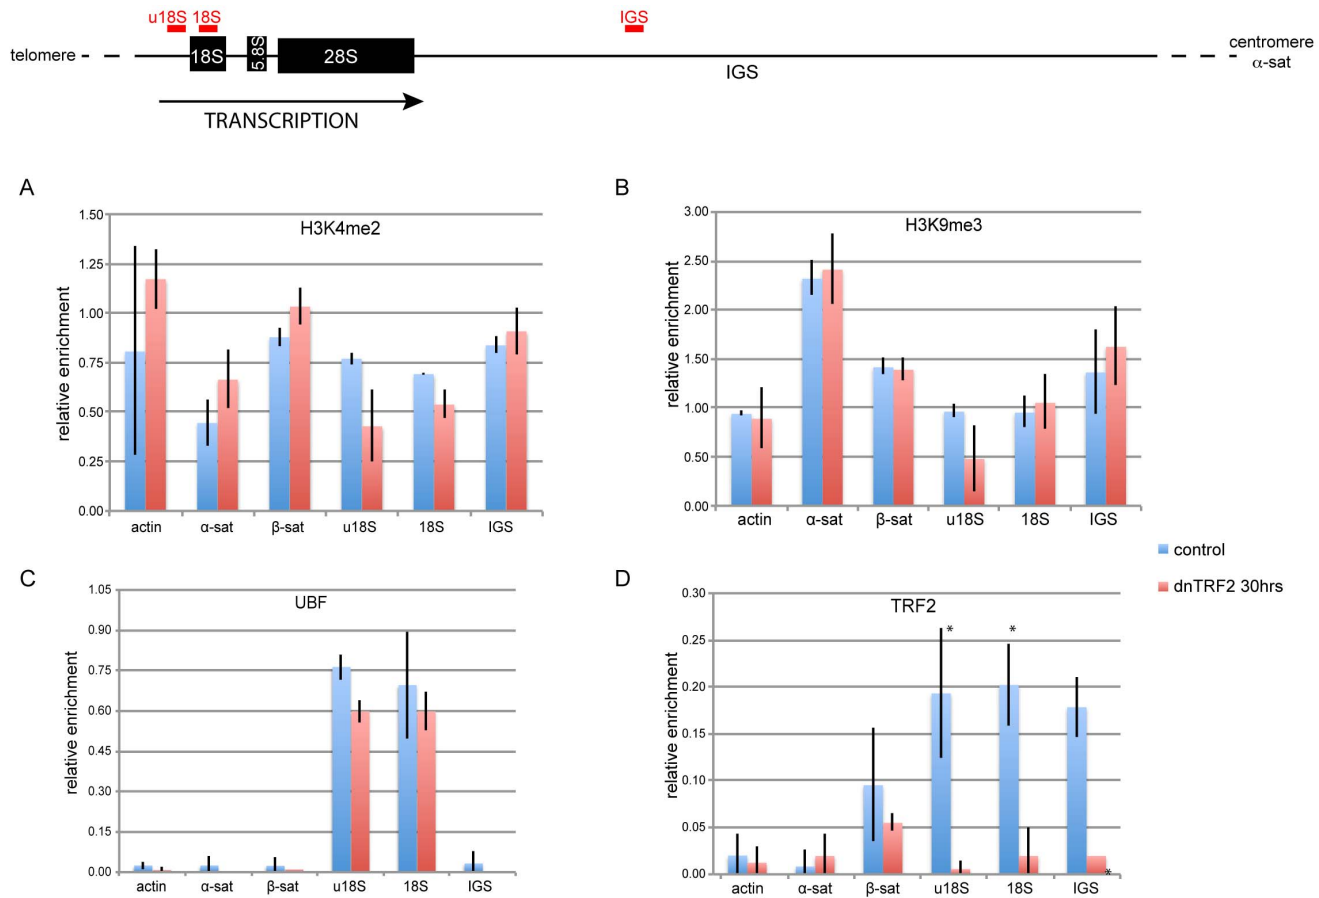 u18S 18S IGS
telomere 18S 5.8S 28S centromere
α-sat
IGS
TRANSCRIPTION
A
H3K4me2
relative enrichment
1.50
1.25
1.00
0.75
0.50
0.25
0.00
actin α-sat β-sat u18S 18S IGS
B
H3K9me3
relative enrichment
3.00
2.50
2.00
1.50
1.00
0.50
0.00
actin α-sat β-sat u18S 18S IGS
control
dnTRF2 30hrs
C
UBF
relative enrichment
1.05
0.90
0.75
0.60
0.45
0.30
0.15
0.00
actin α-sat β-sat u18S 18S IGS
D
TRF2
relative enrichment
0.30
0.25
0.20
0.15
0.10
0.05
0.00
* *
*
actin α-sat β-sat u18S 18S IGS